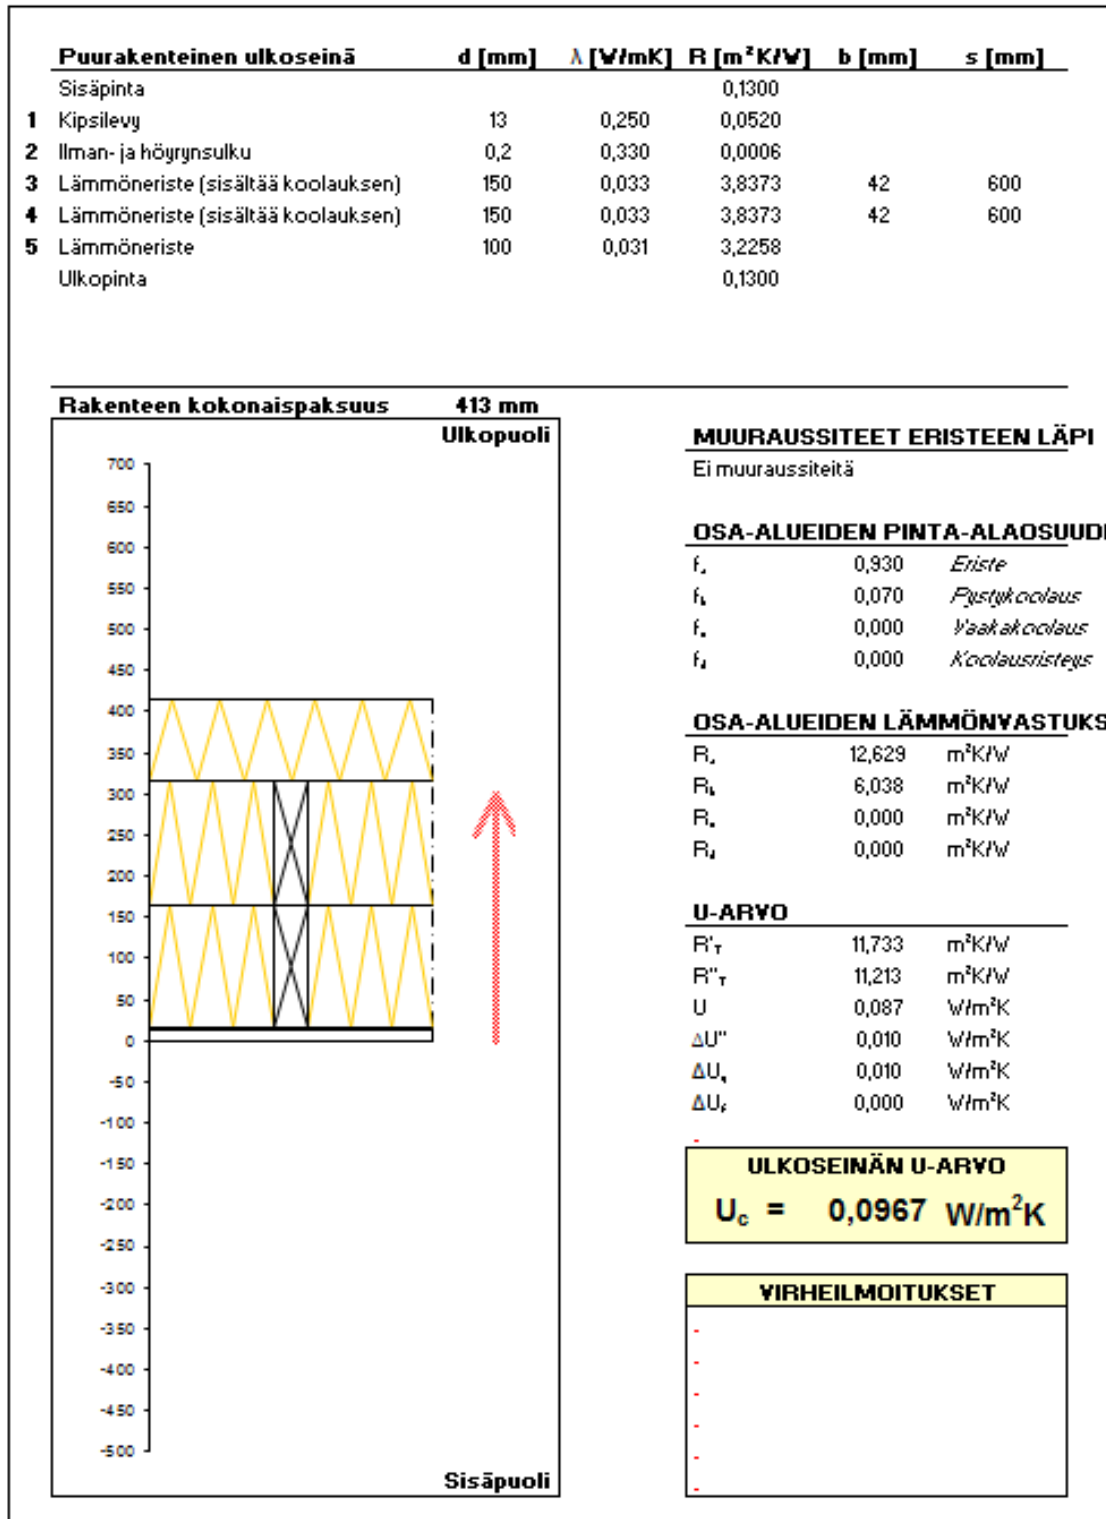 Puurakenteinen ulkoseinä d [mm] λ [W/mK] R [m²K/W] b [mm] s [mm]
Sisäpinta 0,1300
1 Kipsilevy 13 0,250 0,0520
2 Ilman- ja höyrynsulku 0,2 0,330 0,0006
3 Lämmöneriste (sisältää koolauksen) 150 0,033 3,8373 42 600
4 Lämmöneriste (sisältää koolauksen) 150 0,033 3,8373 42 600
5 Lämmöneriste 100 0,031 3,2258
Ulkopinta 0,1300
Rakenteen kokonaispaksuus 413 mm
Ulkopuoli
700
650
600
550
500
450
400
350
300
250
200
150
100
50
0
-50
-100
-150
-200
-250
-300
-350
-400
-450
-500
Sisäpuoli
MUURAUSSITEET ERISTEEN LÄPI
Ei muuraussiteitä
OSA-ALUEIDEN PINTA-ALAOSUUD
f 0,930 Eriste
f 0,070 Pystykoolaus
f 0,000 Vaakakoolaus
f 0,000 Koolausristeys
OSA-ALUEIDEN LÄMMÖNVASTUKS
R 12,629 m²K/W
R 6,038 m²K/W
R 0,000 m²K/W
R 0,000 m²K/W
U-ARVO
R'T 11,733 m²K/W
R"T 11,213 m²K/W
U 0,087 W/m²K
ΔU" 0,010 W/m²K
ΔU 0,010 W/m²K
ΔU 0,000 W/m²K
-
ULKOSEINÄN U-ARVO
Uc = 0,0967 W/m²K
VIRHEILMOITUKSET
-
-
-
-
-
-